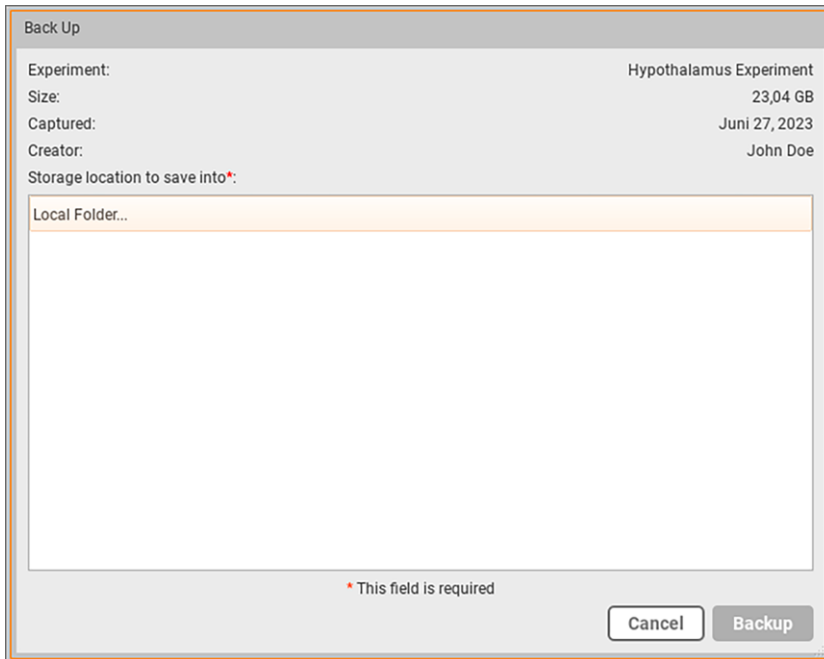 Back Up
Experiment: Hypothalamus Experiment
Size: 23,04 GB
Captured: Juni 27, 2023
Creator: John Doe
Storage location to save into*:
Local Folder...
* This field is required
Cancel Backup